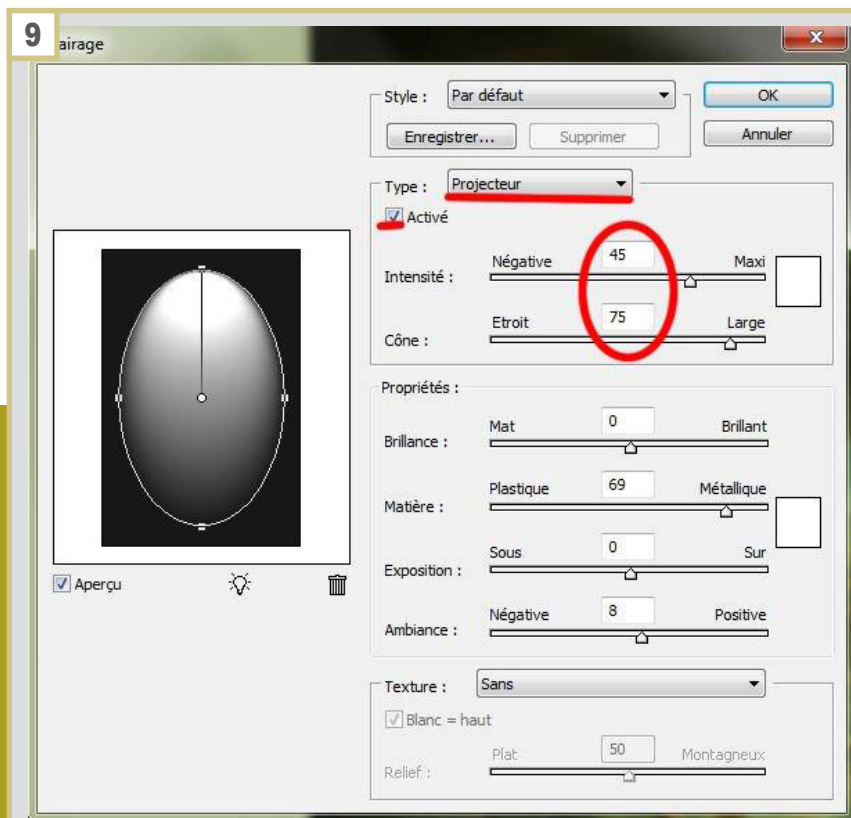 9
airage
Style : Par défaut
OK
Enregistrer... Supprimer
Annuler
Type : Projecteur
Activé
Négative 45 Maxi
Intensité :
Etroit 75 Large
Cône :
Propriétés :
Mat 0 Brillant
Brillance :
Plastique 69 Métallique
Matière :
Sous 0 Sur
Exposition :
Négative 8 Positive
Ambiance :
Aperçu
Texture : Sans
Blanc = haut
Plat 50 Montagneux
Relief :